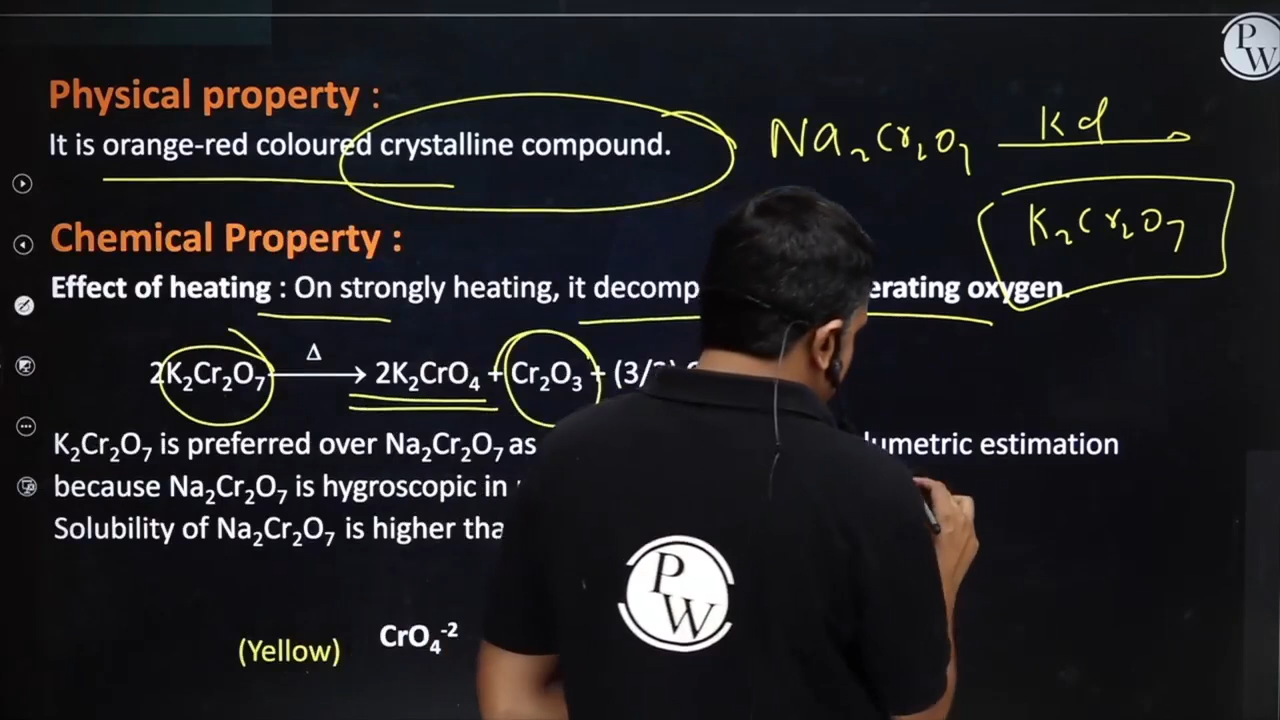 P
W
Physical property :
It is orange-red coloured crystalline compound.
Na₂Cr₂O₇ KCl
K₂Cr₂O₇
Chemical Property :
Effect of heating : On strongly heating, it decomp erating oxygen.
2K₂Cr₂O₇ Δ ⟶ 2K₂CrO₄ + Cr₂O₃ + (3/
K₂Cr₂O₇ is preferred over Na₂Cr₂O₇ as lumetric estimation
because Na₂Cr₂O₇ is hygroscopic in
Solubility of Na₂Cr₂O₇ is higher tha
P
W
(Yellow) CrO₄⁻²